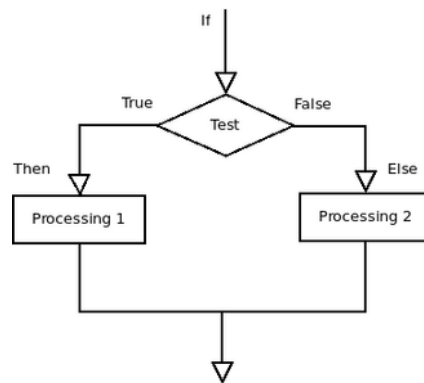 If
True
False
Test
Then
Else
Processing 1
Processing 2